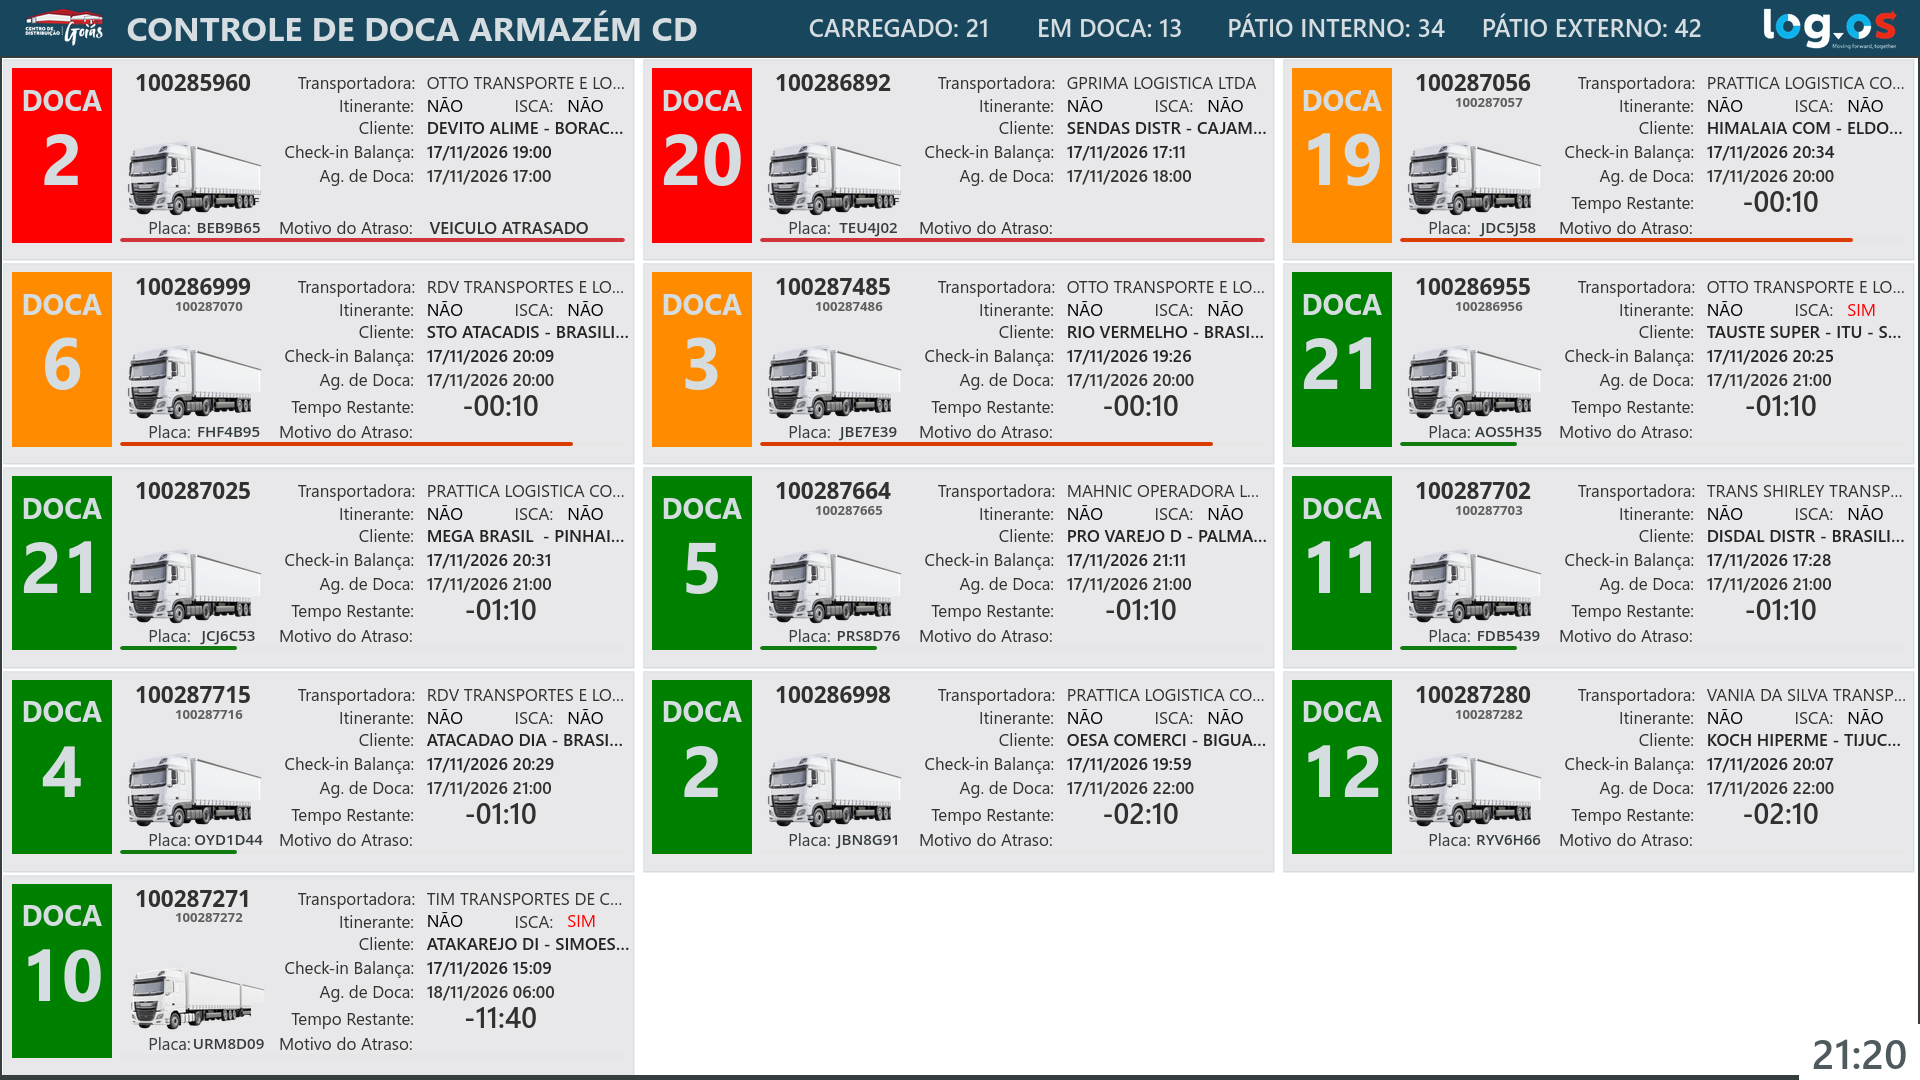 CENTRO DE DISTRIBUIÇÃO Goiás
CONTROLE DE DOCA ARMAZÉM CD
CARREGADO: 21
EM DOCA: 13
PÁTIO INTERNO: 34
PÁTIO EXTERNO: 42
log.os
Moving forward, together
DOCA
2
100285960
Transportadora: OTTO TRANSPORTE E LO...
Itinerante: NÃO ISCA: NÃO
Cliente: DEVITO ALIME - BORAC...
Check-in Balança: 17/11/2026 19:00
Ag. de Doca: 17/11/2026 17:00
Placa: BEB9B65
Motivo do Atraso: VEICULO ATRASADO
DOCA
20
100286892
Transportadora: GPRIMA LOGISTICA LTDA
Itinerante: NÃO ISCA: NÃO
Cliente: SENDAS DISTR - CAJAM...
Check-in Balança: 17/11/2026 17:11
Ag. de Doca: 17/11/2026 18:00
Placa: TEU4J02
Motivo do Atraso:
DOCA
19
100287056
100287057
Transportadora: PRATTICA LOGISTICA CO...
Itinerante: NÃO ISCA: NÃO
Cliente: HIMALAIA COM - ELDO...
Check-in Balança: 17/11/2026 20:34
Ag. de Doca: 17/11/2026 20:00
Tempo Restante: -00:10
Placa: JDC5J58
Motivo do Atraso:
DOCA
6
100286999
100287070
Transportadora: RDV TRANSPORTES E LO...
Itinerante: NÃO ISCA: NÃO
Cliente: STO ATACADIS - BRASILI...
Check-in Balança: 17/11/2026 20:09
Ag. de Doca: 17/11/2026 20:00
Tempo Restante: -00:10
Placa: FHF4B95
Motivo do Atraso:
DOCA
3
100287485
100287486
Transportadora: OTTO TRANSPORTE E LO...
Itinerante: NÃO ISCA: NÃO
Cliente: RIO VERMELHO - BRASI...
Check-in Balança: 17/11/2026 19:26
Ag. de Doca: 17/11/2026 20:00
Tempo Restante: -00:10
Placa: JBE7E39
Motivo do Atraso:
DOCA
21
100286955
100286956
Transportadora: OTTO TRANSPORTE E LO...
Itinerante: NÃO ISCA: SIM
Cliente: TAUSTE SUPER - ITU - S...
Check-in Balança: 17/11/2026 20:25
Ag. de Doca: 17/11/2026 21:00
Tempo Restante: -01:10
Placa: AOS5H35
Motivo do Atraso:
DOCA
21
100287025
Transportadora: PRATTICA LOGISTICA CO...
Itinerante: NÃO ISCA: NÃO
Cliente: MEGA BRASIL - PINHAI...
Check-in Balança: 17/11/2026 20:31
Ag. de Doca: 17/11/2026 21:00
Tempo Restante: -01:10
Placa: JCJ6C53
Motivo do Atraso:
DOCA
5
100287664
100287665
Transportadora: MAHNIC OPERADORA L...
Itinerante: NÃO ISCA: NÃO
Cliente: PRO VAREJO D - PALMA...
Check-in Balança: 17/11/2026 21:11
Ag. de Doca: 17/11/2026 21:00
Tempo Restante: -01:10
Placa: PRS8D76
Motivo do Atraso:
DOCA
11
100287702
100287703
Transportadora: TRANS SHIRLEY TRANSP...
Itinerante: NÃO ISCA: NÃO
Cliente: DISDAL DISTR - BRASILI...
Check-in Balança: 17/11/2026 17:28
Ag. de Doca: 17/11/2026 21:00
Tempo Restante: -01:10
Placa: FDB5439
Motivo do Atraso:
DOCA
4
100287715
100287716
Transportadora: RDV TRANSPORTES E LO...
Itinerante: NÃO ISCA: NÃO
Cliente: ATACADAO DIA - BRASI...
Check-in Balança: 17/11/2026 20:29
Ag. de Doca: 17/11/2026 21:00
Tempo Restante: -01:10
Placa: OYD1D44
Motivo do Atraso:
DOCA
2
100286998
Transportadora: PRATTICA LOGISTICA CO...
Itinerante: NÃO ISCA: NÃO
Cliente: OESA COMERCI - BIGUA...
Check-in Balança: 17/11/2026 19:59
Ag. de Doca: 17/11/2026 22:00
Tempo Restante: -02:10
Placa: JBN8G91
Motivo do Atraso:
DOCA
12
100287280
100287282
Transportadora: VANIA DA SILVA TRANSP...
Itinerante: NÃO ISCA: NÃO
Cliente: KOCH HIPERME - TIJUC...
Check-in Balança: 17/11/2026 20:07
Ag. de Doca: 17/11/2026 22:00
Tempo Restante: -02:10
Placa: RYV6H66
Motivo do Atraso:
DOCA
10
100287271
100287272
Transportadora: TIM TRANSPORTES DE C...
Itinerante: NÃO ISCA: SIM
Cliente: ATAKAREJO DI - SIMOES...
Check-in Balança: 17/11/2026 15:09
Ag. de Doca: 18/11/2026 06:00
Tempo Restante: -11:40
Placa: URM8D09
Motivo do Atraso:
21:20